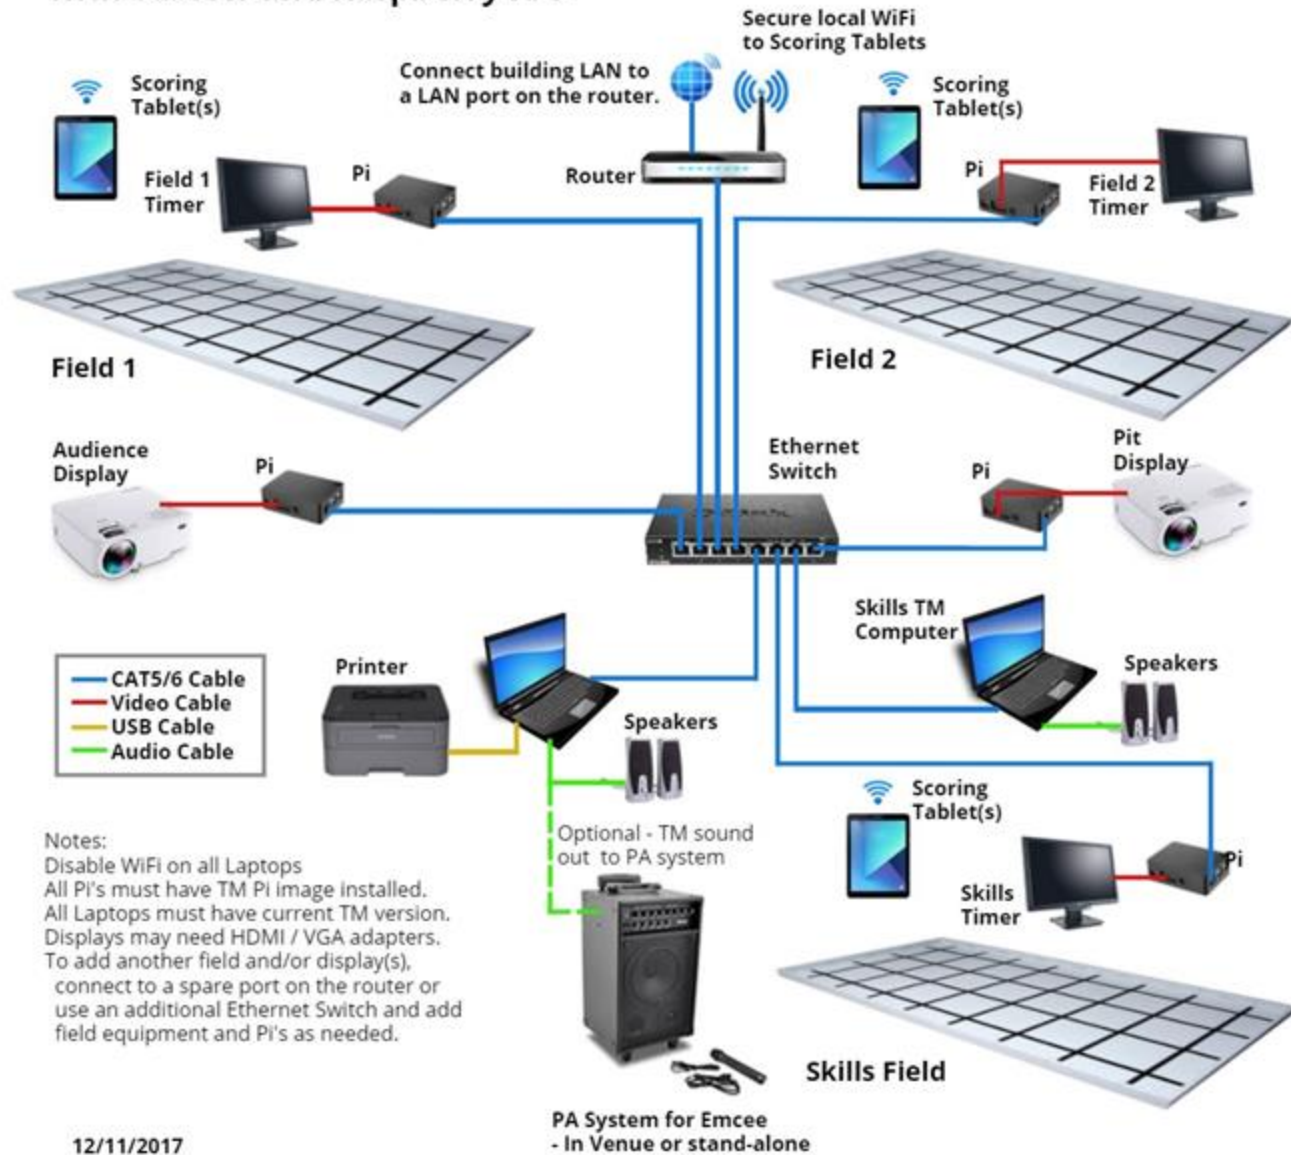 Secure local WiFi
to Scoring Tablets
Connect building LAN to
a LAN port on the router.
Scoring
Tablet(s)
Scoring
Tablet(s)
Field 1
Timer
Pi
Router
Pi
Field 2
Timer
Field 1
Field 2
Audience
Display
Pi
Ethernet
Switch
Pi
Pit
Display
Skills TM
Computer
Printer
Speakers
CAT5/6 Cable
Video Cable
USB Cable
Audio Cable
Speakers
Scoring
Tablet(s)
Optional - TM sound
out to PA system
Pi
Skills
Timer
Notes:
Disable WiFi on all Laptops
All Pi's must have TM Pi image installed.
All Laptops must have current TM version.
Displays may need HDMI / VGA adapters.
To add another field and/or display(s),
connect to a spare port on the router or
use an additional Ethernet Switch and add
field equipment and Pi's as needed.
Skills Field
PA System for Emcee
- In Venue or stand-alone
12/11/2017